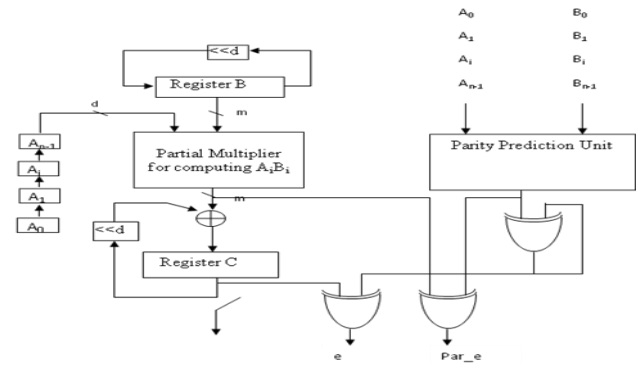 A0 B0
A1 B1
Ai Bi
An-1 Bn-1
<<d
Register B
d
m
An-1
Ai
A1
A0
Partial Multiplier
for computing AiBi
Parity Prediction Unit
m
<<d
Register C
e
Par_e